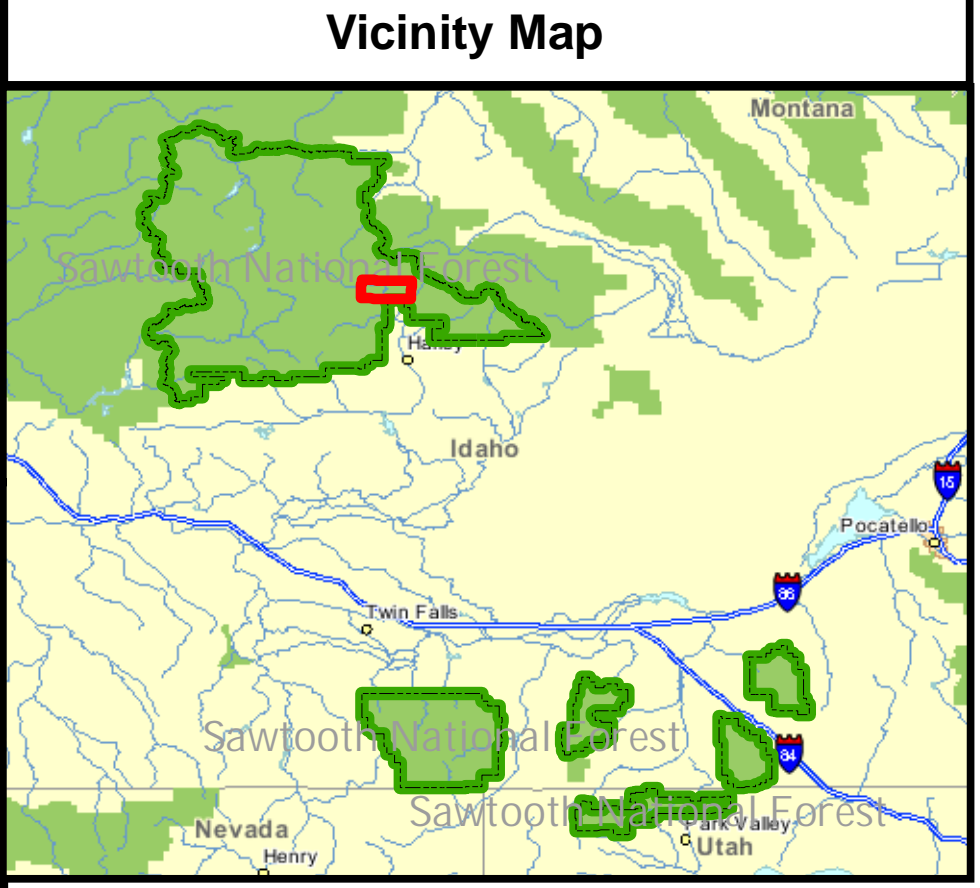 Vicinity Map
Montana
Sawtooth National Forest
Hailey
Idaho
15
Pocatello
86
Twin Falls
Sawtooth National Forest
84
Sawtooth National Forest
Park Valley
Nevada
Utah
Henry